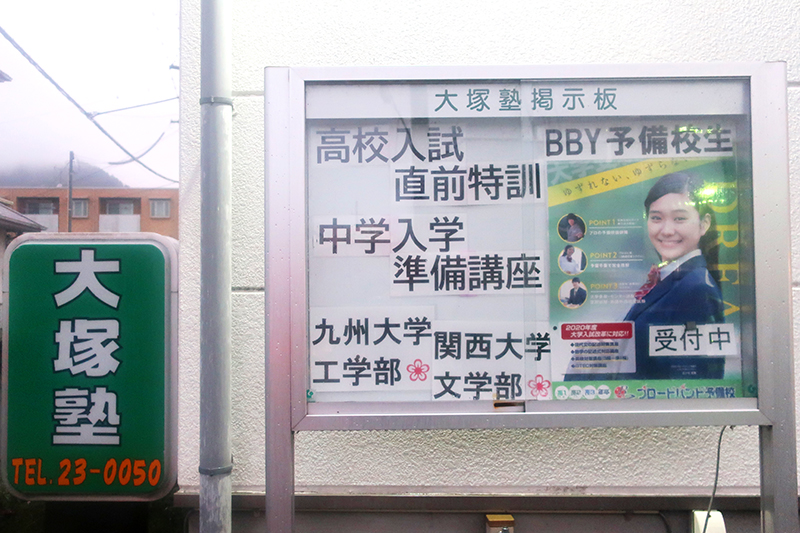 大塚塾
TEL.23-0050
大塚塾掲示板
高校入試
直前特訓
中学入学
準備講座
九州大学
工学部
関西大学
文学部
BBY予備校生
ゆずれない、ゆずらない
POINT 1
POINT 2
POINT 3
2020年度
大学入試改革に対応!!
受付中
ブロードバンド予備校